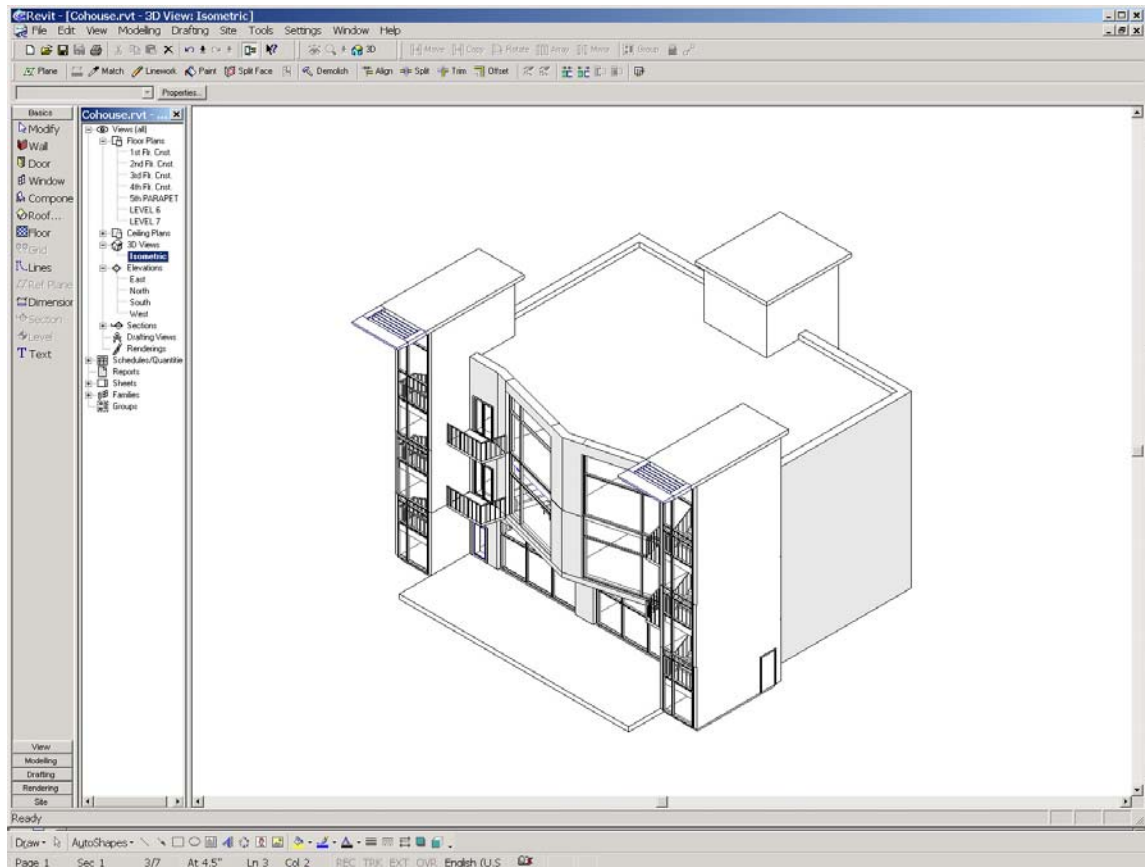 Revit - [Cohouse.rvt - 3D View: Isometric]
File Edit View Modeling Drafting Site Tools Settings Window Help
3D Move Copy Rotate Array Mirror Group
Plane Match Linework Paint Split Face Demolish Align Split Trim Offset
Properties...
Basics
Modify
Wall
Door
Window
Compone
Roof...
Floor
Grid
Lines
Ref Plane
Dimension
Section
Level
Text
View
Modelling
Drafting
Rendering
Site
Cohouse.rvt - ...
Views (all)
Floor Plans
1st Flr. Cnst.
2nd Flr. Cnst.
3rd Flr. Cnst.
4th Flr. Cnst.
5th PARAPET
LEVEL 6
LEVEL 7
Ceiling Plans
3D Views
Isometric
Elevations
East
North
South
West
Sections
Drafting Views
Renderings
Schedules/Quantitie
Reports
Sheets
Families
Groups
Ready
Draw AutoShapes
Page 1 Sec 1 3/7 At 4.5" Ln 3 Col 2 REC TRK EXT OVR English (U.S